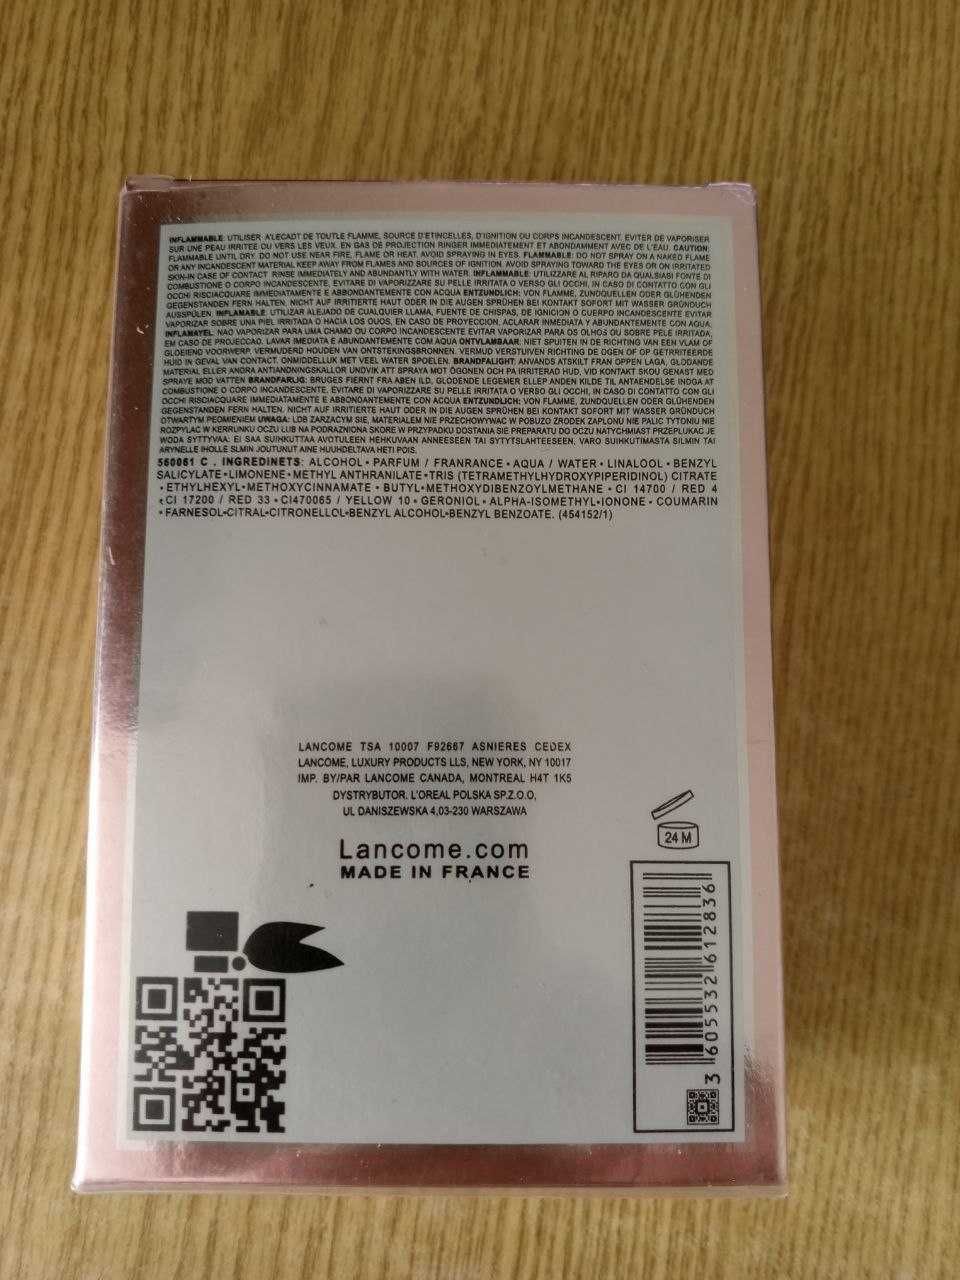 INFLAMMABLE: UTILISER A'LECADT DE TOUTLE FLAMME, SOURCE D'ETINCELLES, D'IGNITION OU CORPS INCANDESCENT. EVITER DE VAPORISER
SUR UNE PEAU IRRITEE OU VERS LES VEUX. EN GAS DE PROJECTION RINGER IMMEDIATEMENT ET ABONDAMMENT AVEC DE L'EAU. CAUTION:
FLAMMABLE UNTIL DRY. DO NOT USE NEAR FIRE, FLAME OR HEAT. AVOID SPRAYING IN EYES. FLAMMABLE: DO NOT SPRAY ON A NAKED FLAME
OR ANY INCANDESCENT MATERIAL KEEP AWAY FROM FLAMES AND SOURCES OF IGNITION. AVOID SPRAYING TOWARD THE EYES OR ON IRRITATED
SKIN-IN CASE OF CONTACT RINSE IMMEDIATELY AND ABUNDANTLY WITH WATER. INFLAMMABLE: UTILIZZARE AL RIPARO DA QUALSIASI FONTE DI
COMBUSTIONE O CORPO INCANDESCENTE, EVITARE DI VAPORIZZARE SU PELLE IRRITATA O VERSO GLI OCCHI, IN CASO DI CONTATTO CON GLI
OCCHI RISCIACQUARE IMMEDIATAMENTE E ABBONDANTEMENTE CON ACQUA ENTZUNDLICH: VON FLAMME, ZUNDQUELLEN ODER GLÜHENDEN
GEGENSTANDEN FERN HALTEN. NICHT AUF IRRITIERTE HAUT ODER IN DIE AUGEN SPRÜHEN BEI KONTAKT SOFORT MIT WASSER GRÜNDUCH
AUSSPÜLEN. INFLAMABLE: UTILIZAR ALEJADO DE CUALQUIER LLAMA, FUENTE DE CHISPAS, DE IGNICION O CUERPO INCANDESCENTE EVITAR
VAPORIZAR SOBRE UNA PIEL IRRITADA O HACIA LOS OUOS, EN CASO DE PROYECCION, ACLARAR INMEDIATA Y ABUNDANTEMENTE CON AQUA,
INFLAMAYEL: NAO VAPORIZAR PARA UMA CHAMO OU CORPO INCANDESCENTE EVITAR VAPORIZAR PARA DS OLHOS OU SOBRE PELE IRRITADA,
EM CASO DE PROJECCAO. LAVAR IMEDIATA E ABUNDANTEMENTE COM AQUA ONTVLAMBAAR: NIET SPUITEN IN DE RICHTING VAN EEN VLAM OF
GLOEIEND VOORWERP. VERMUDERD HOUDEN VAN ONTSTEKINGSBRONNEN. VERMUD VERSTUIVEN RICHTING DE OGEN OF OP GETRRITEERDE
HUID IN GEVAL VAN CONTACT. ONMIDDELLUX MET VEEL WATER SPOELEN. BRANDFALIGHT: ANVANDS ATSKILT FRAN OPPEN LAGA, GLODANDE
MATERIAL ELLER ANDRA ANTIANDNINGSKALLOR UNDVIK ATT SPRAYA MOT ÖGONEN OCH PA IRRITERAD HUD, VID KONTAKT SKOU GENAST MED
SPRAYE MOD VATTEN BRANDFARLIG: BRUGES FIERNT FRA ABEN ILD, GLODENDE LEGEMER ELLER ANDEN KILDE TIL ANTAENDELSE INDGA AT
COMBUSTIONE O CORPO INCANDESCENTE, EVITARE DI VAPORIZZARE SU PELLE IRRITATA O VERSO GLI OCCHI, IN CASO DI CONTATTO CON GLI
OCCHI RISCIACQUARE IMMEDIATAMENTE E ABBONDANTEMENTE CON ACQUA ENTZUNDLICH: VON FLAMME, ZUNDQUELLEN ODER GLÜHENDEN
GEGENSTANDEN FERN HALTEN. NICHT AUF IRRITIERTE HAUT ODER IN DIE AUGEN SPRÜHEN BEI KONTAKT SOFORT MIT WASSER GRÜNDUCH
OTWARTYM PEOMIENIEM UWAGA: LDB ZARZACYM SIE, MATERIALEM NIE PRZECHOWYWAC W POBUZO ZRODEK ZAPLONU NIE PALIC TYTONIU NIE
ROZPYLAC W KERRUNKU OCZU LUB NA PODRAZNIONA SKORE W PRZYPADKU DOSTANIA SIE PREPARATU DO OCZU NATYCHMIAST PRZEPLUKAC JE
WODA SYTTYVAA: EI SAA SUIHKUTTAA AVOTULEEN HEHKUVAAN ANNEESEEN TAI SYTYTSLAHTEESEEN, VARO SUIHKUTIMASTA SILMIN TAI
ARYNELLE IHOLLE SLMIN JOUTUNUT AINE HUUHDELTAVA HETI POIS.
560061 C . INGREDINETS: ALCOHOL • PARFUM / FRANRANCE • AQUA / WATER • LINALOOL • BENZYL
SALICYLATE • LIMONENE • METHYL ANTHRANILATE • TRIS (TETRAMETHYLHYDROXYPIPERIDINOL) CITRATE
• ETHYLHEXYL • METHOXYCINNAMATE • BUTYL • METHOXYDIBENZOYLMETHANE • CI 14700 / RED 4
• CI 17200 / RED 33 • CI470065 / YELLOW 10 • GERONIOL • ALPHA-ISOMETHYL • IONONE • COUMARIN
• FARNESOL•CITRAL•CITRONELLOL•BENZYL ALCOHOL•BENZYL BENZOATE. (454152/1)
LANCOME TSA 10007 F92667 ASNIERES CEDEX
LANCOME, LUXURY PRODUCTS LLS, NEW YORK, NY 10017
IMP. BY/PAR LANCOME CANADA, MONTREAL H4T 1K5
DYSTRYBUTOR. L'OREAL POLSKA SP.Z.O.O,
UL DANISZEWSKA 4,03-230 WARSZAWA
Lancome.com
MADE IN FRANCE
24 M
3 605532 612836